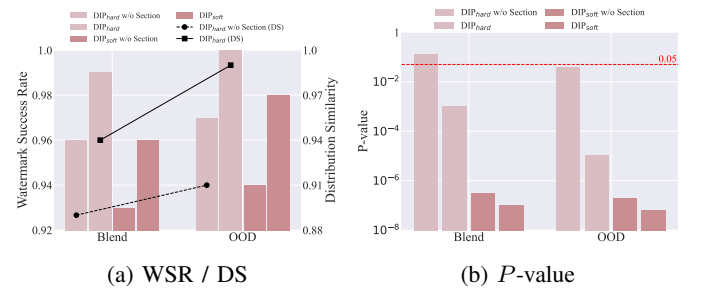 DIP_hard w/o Section
DIP_hard
DIP_soft w/o Section
DIP_soft
DIP_hard w/o Section (DS)
DIP_hard (DS)
Watermark Success Rate
1.0
0.98
0.96
0.94
0.92
Blend
OOD
1.0
0.97
0.94
0.91
0.88
Distribution Similarity
(a) WSR / DS
DIP_hard w/o Section
DIP_hard
DIP_soft w/o Section
DIP_soft
P-value
1
10^-2
10^-4
10^-6
10^-8
0.05
Blend
OOD
(b) P-value